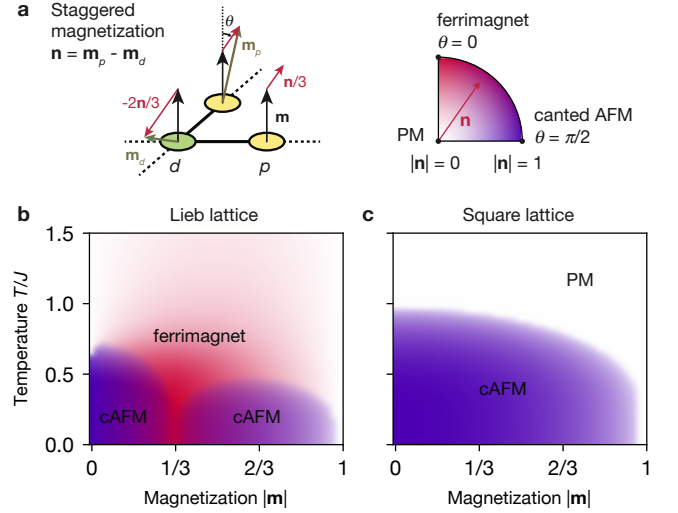 a Staggered
magnetization
n = m_p - m_d
θ
m_p
-2n/3
n/3
m
m_d
d
p
ferrimagnet
θ = 0
n
canted AFM
θ = π/2
PM
|n| = 0
|n| = 1
b Lieb lattice
Temperature T/J
1.5
1.0
0.5
0.0
ferrimagnet
cAFM
cAFM
0 1/3 2/3 1
Magnetization |m|
c Square lattice
PM
cAFM
0 1/3 2/3 1
Magnetization |m|